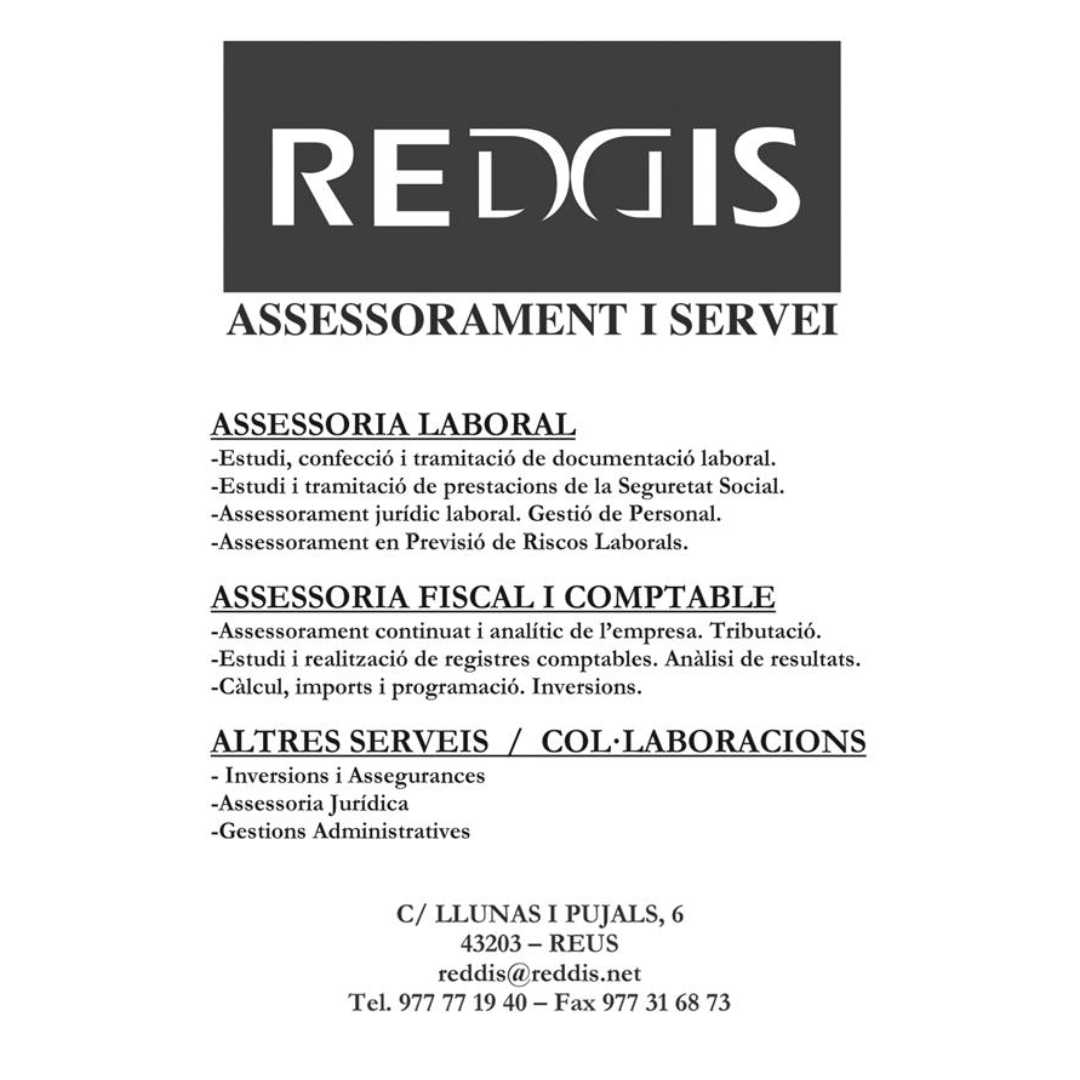 REDDIS
ASSESSORAMENT I SERVEI
ASSESSORIA LABORAL
-Estudi, confecció i tramitació de documentació laboral.
-Estudi i tramitació de prestacions de la Seguretat Social.
-Assessorament jurídic laboral. Gestió de Personal.
-Assessorament en Previsió de Riscos Laborals.
ASSESSORIA FISCAL I COMPTABLE
-Assessorament continuat i analític de l’empresa. Tributació.
-Estudi i realització de registres comptables. Anàlisi de resultats.
-Càlcul, imports i programació. Inversions.
ALTRES SERVEIS / COL·LABORACIONS
- Inversions i Assegurances
-Assessoria Jurídica
-Gestions Administratives
C/ LLUNAS I PUJALS, 6
43203 – REUS
reddis@reddis.net
Tel. 977 77 19 40 – Fax 977 31 68 73